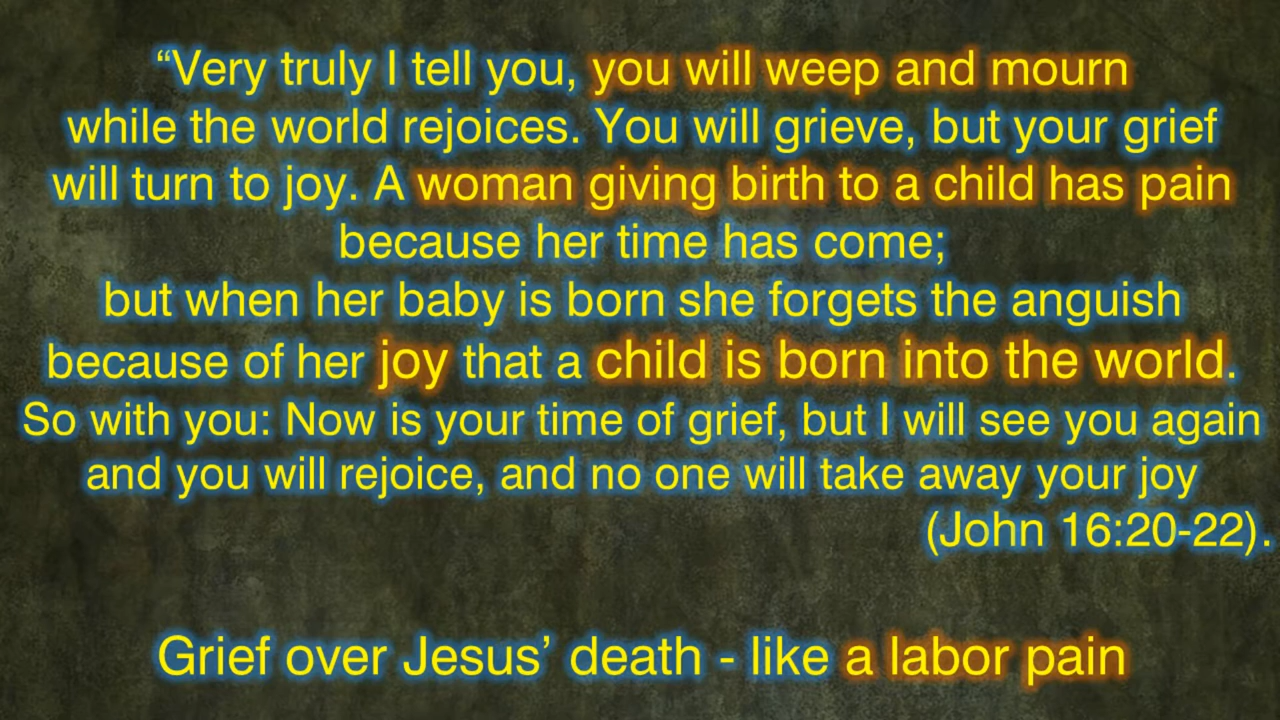 “Very truly I tell you, you will weep and mourn
while the world rejoices. You will grieve, but your grief
will turn to joy. A woman giving birth to a child has pain
because her time has come;
but when her baby is born she forgets the anguish
because of her joy that a child is born into the world.
So with you: Now is your time of grief, but I will see you again
and you will rejoice, and no one will take away your joy
(John 16:20-22).
Grief over Jesus’ death - like a labor pain